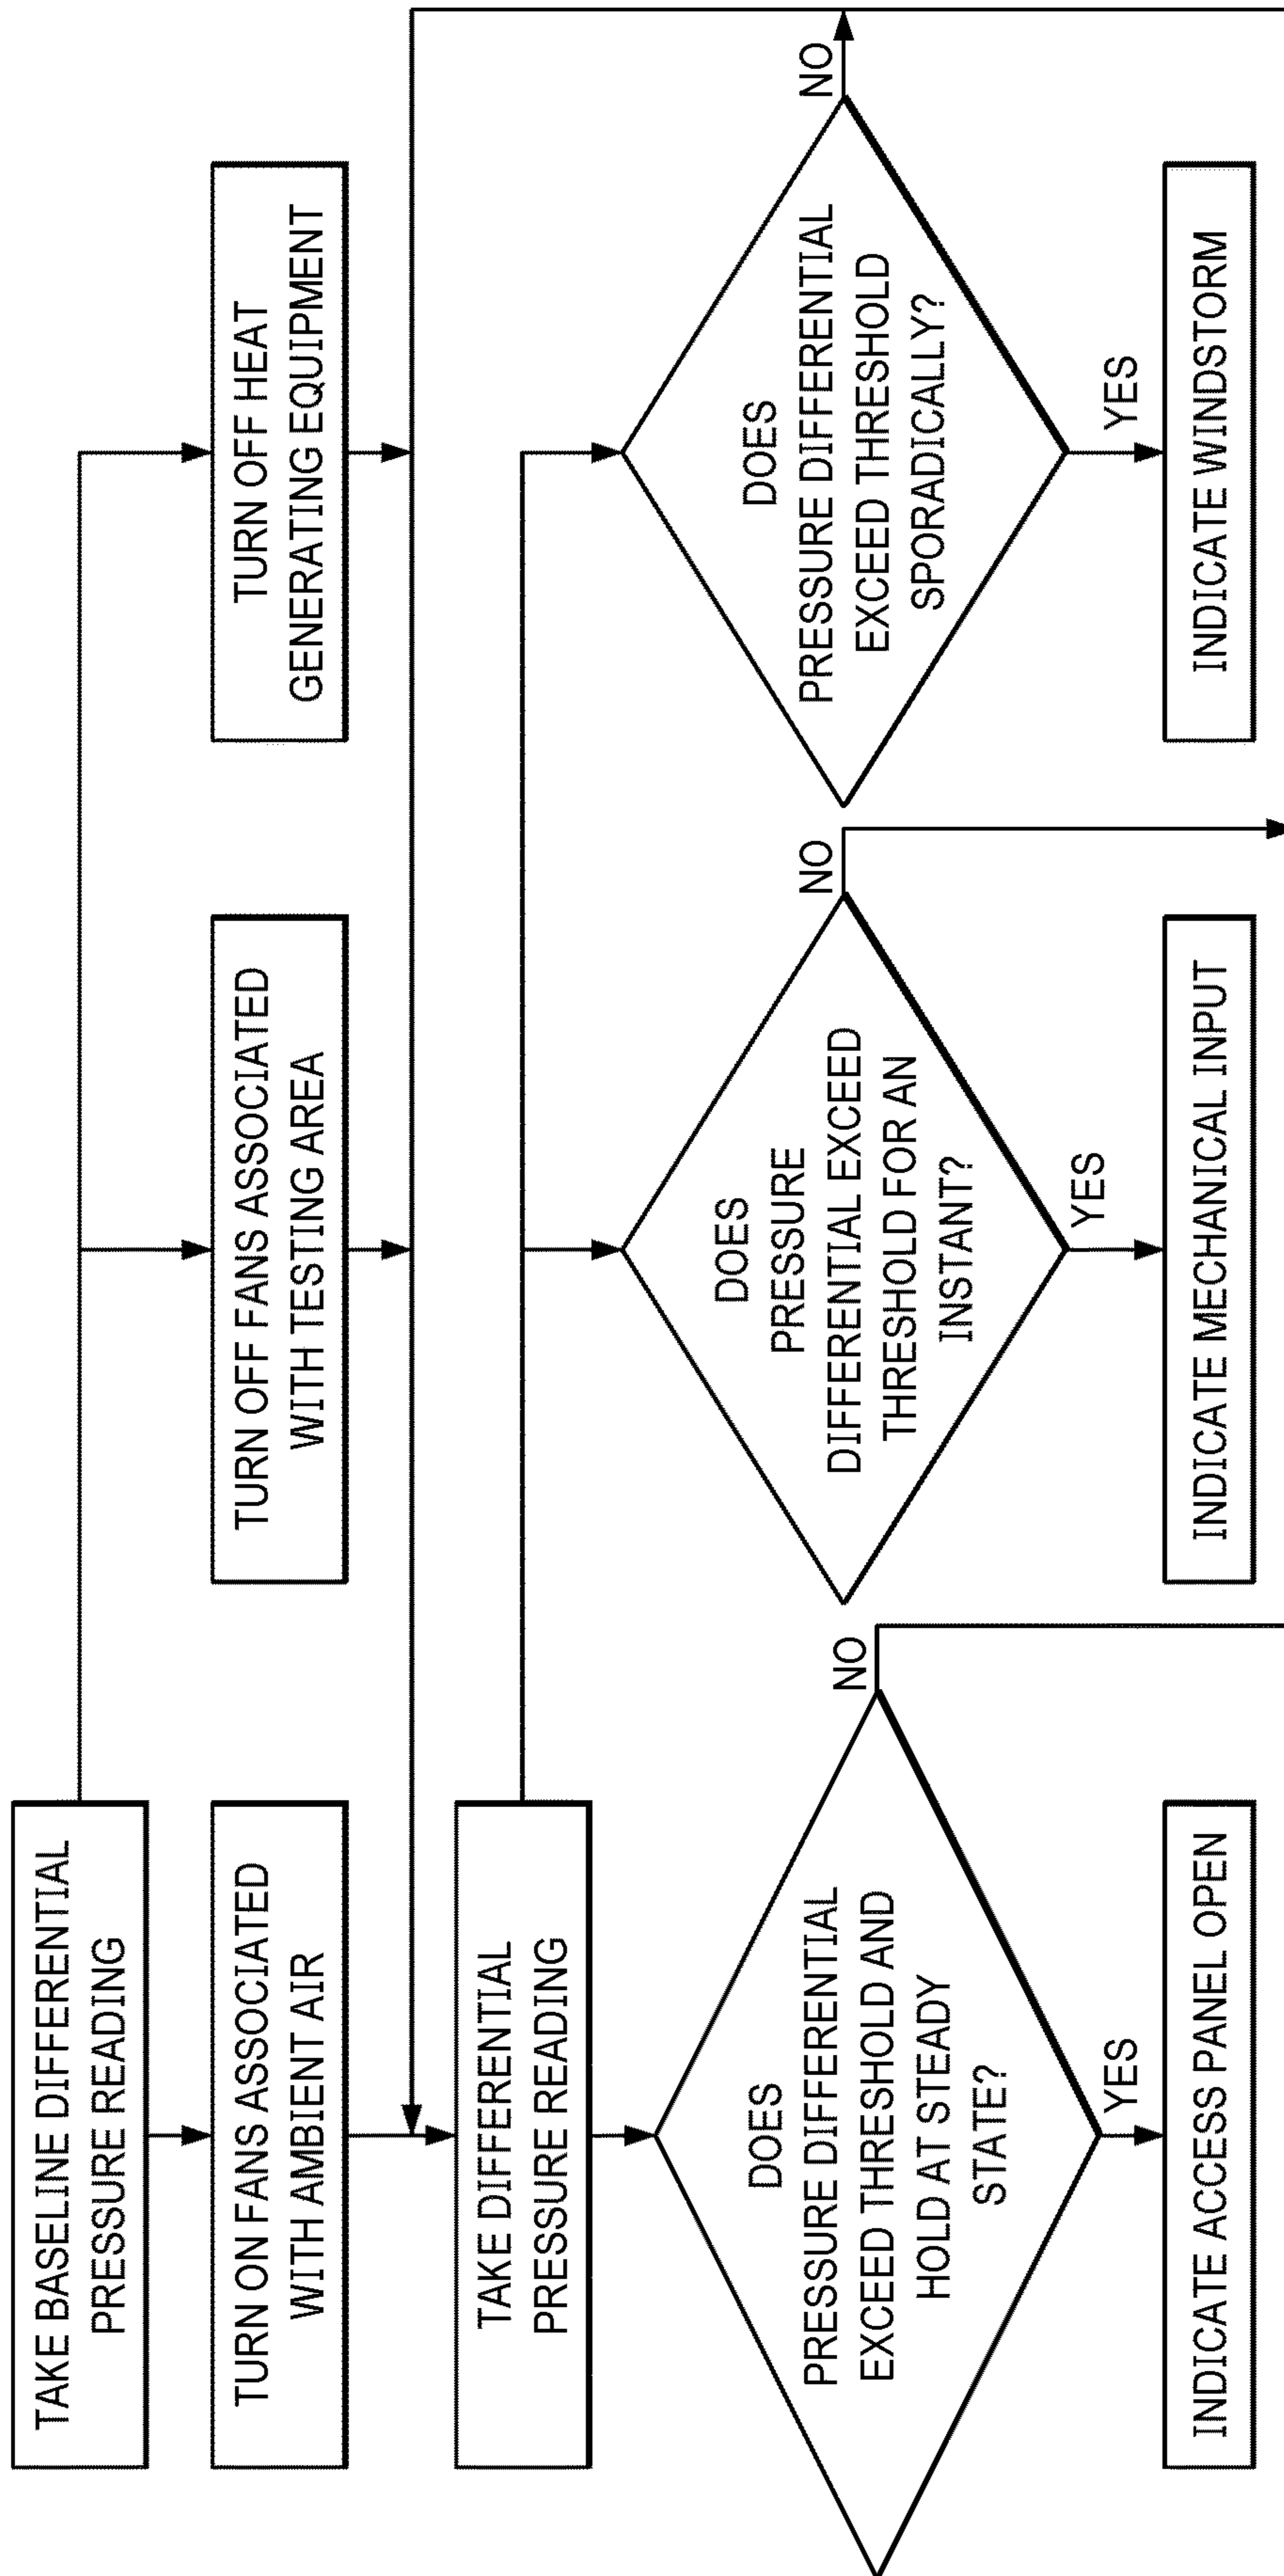 TAKE BASELINE DIFFERENTIAL
PRESSURE READING
TURN ON FANS ASSOCIATED
WITH AMBIENT AIR
TURN OFF FANS ASSOCIATED
WITH TESTING AREA
TURN OFF HEAT
GENERATING EQUIPMENT
TAKE DIFFERENTIAL
PRESSURE READING
DOES
PRESSURE DIFFERENTIAL
EXCEED THRESHOLD AND
HOLD AT STEADY
STATE?
NO
YES
INDICATE ACCESS PANEL OPEN
DOES
PRESSURE
DIFFERENTIAL EXCEED
THRESHOLD FOR AN
INSTANT?
NO
YES
INDICATE MECHANICAL INPUT
DOES
PRESSURE DIFFERENTIAL
EXCEED THRESHOLD
SPORADICALLY?
NO
YES
INDICATE WINDSTORM